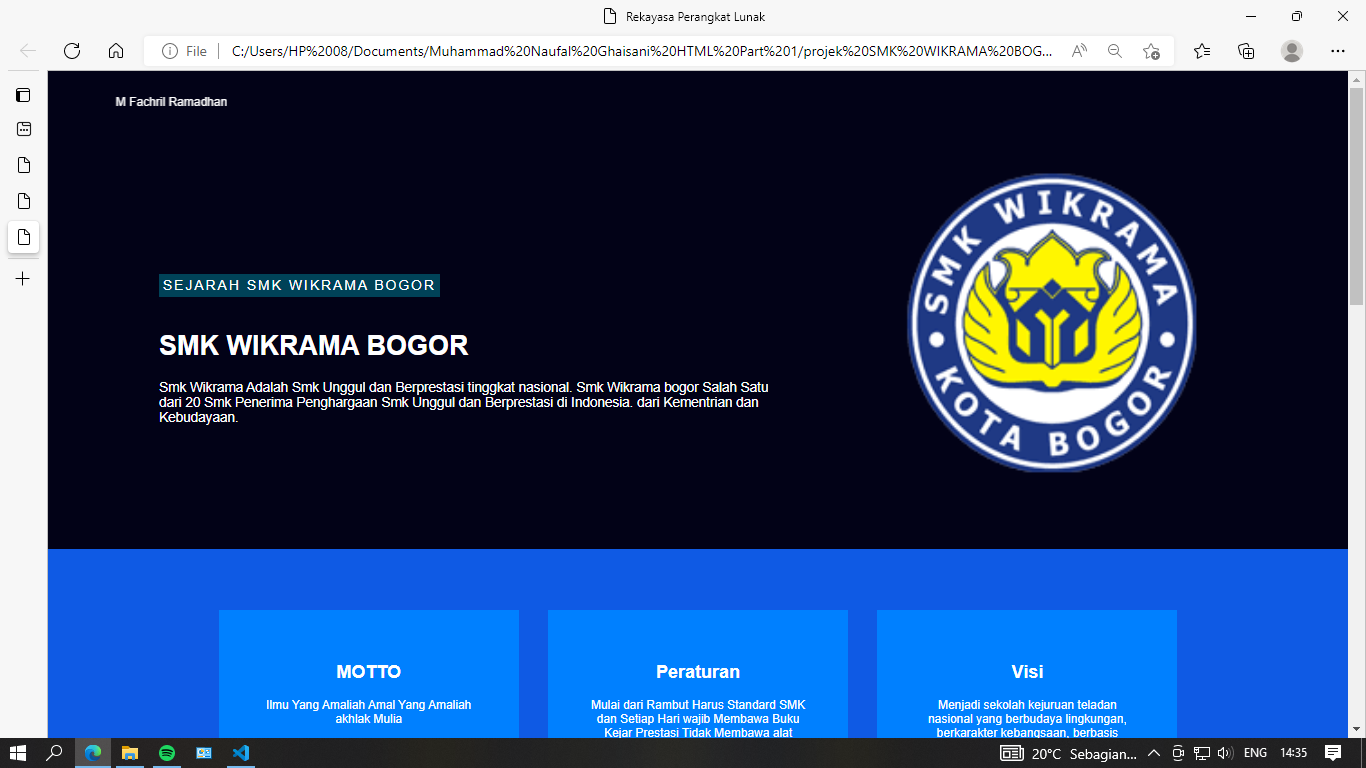 Rekayasa Perangkat Lunak
File
C:/Users/HP%2008/Documents/Muhammad%20Naufal%20Ghaisani%20HTML%20Part%201/projek%20SMK%20WIKRAMA%20BOG...
M Fachril Ramadhan
SMK WIKRAMA
KOTA BOGOR
SEJARAH SMK WIKRAMA BOGOR
SMK WIKRAMA BOGOR
Smk Wikrama Adalah Smk Unggul dan Berprestasi tinggkat nasional. Smk Wikrama bogor Salah Satu
dari 20 Smk Penerima Penghargaan Smk Unggul dan Berprestasi di Indonesia. dari Kementrian dan
Kebudayaan.
MOTTO
Ilmu Yang Amaliah Amal Yang Amaliah
akhlak Mulia
Peraturan
Mulai dari Rambut Harus Standard SMK
dan Setiap Hari wajib Membawa Buku
Kejar Prestasi Tidak Membawa alat
Visi
Menjadi sekolah kejuruan teladan
nasional yang berbudaya lingkungan,
berkarakter kebangsaan, berbasis
20°C Sebagian...
ENG
14:35